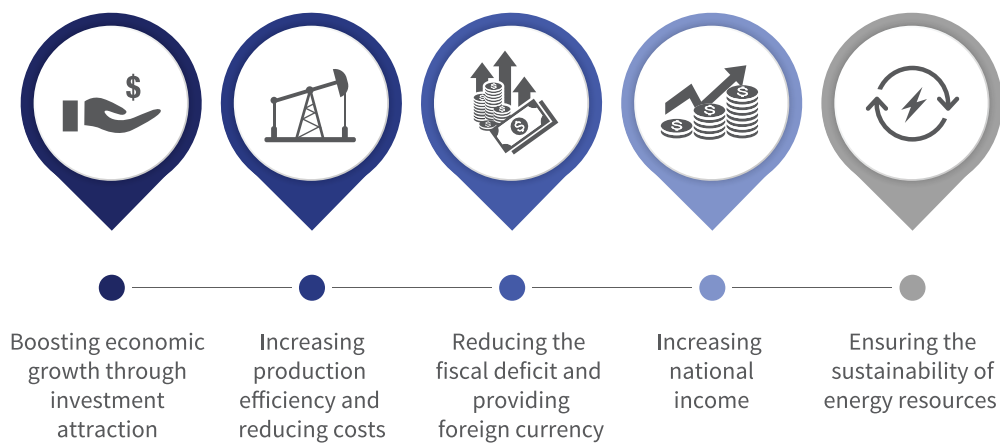 $
$
$
$
$
$
$
Boosting economic
growth through
investment
attraction
Increasing
production
efficiency and
reducing costs
Reducing the
fiscal deficit and
providing
foreign currency
Increasing
national
income
Ensuring the
sustainability of
energy resources